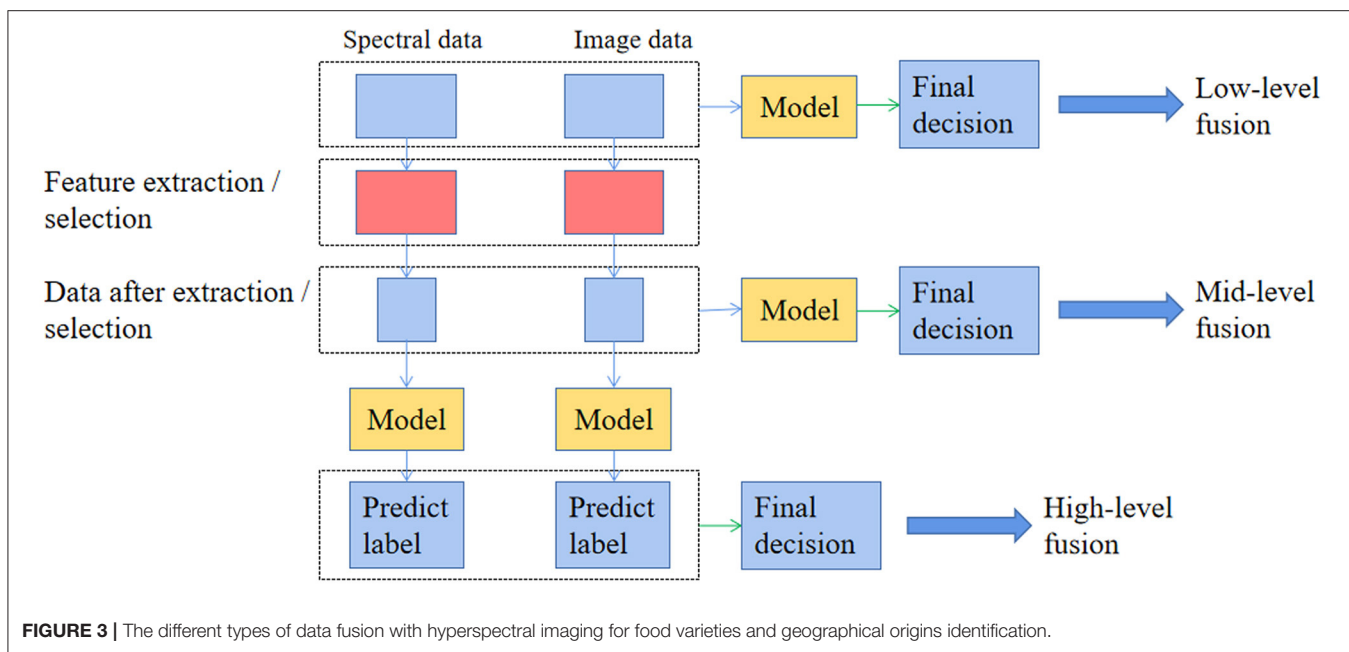 Spectral data
Image data
Model
Final
decision
Low-level
fusion
Feature extraction /
selection
Data after extraction /
selection
Model
Final
decision
Mid-level
fusion
Model
Model
Predict
label
Predict
label
Final
decision
High-level
fusion
FIGURE 3 | The different types of data fusion with hyperspectral imaging for food varieties and geographical origins identification.